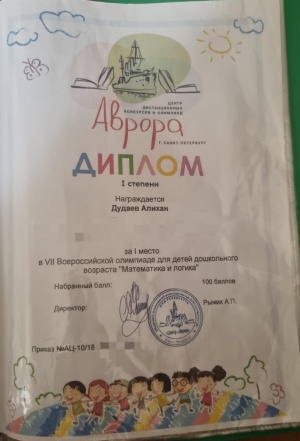 ЦЕНТР
ДИСТАНЦИОННЫХ
КОНКУРСОВ И ОЛИМПИАД
Аврора
Г. САНКТ-ПЕТЕРБУРГ
ДИПЛОМ
I степени
Награждается
Дудаев Алихан
за I место
в VII Всероссийской олимпиаде для детей дошкольного
возраста "Математика и логика"
Набранный балл: 100 баллов
Директор: Рыжик А.П.
Приказ №АЦ-10/18